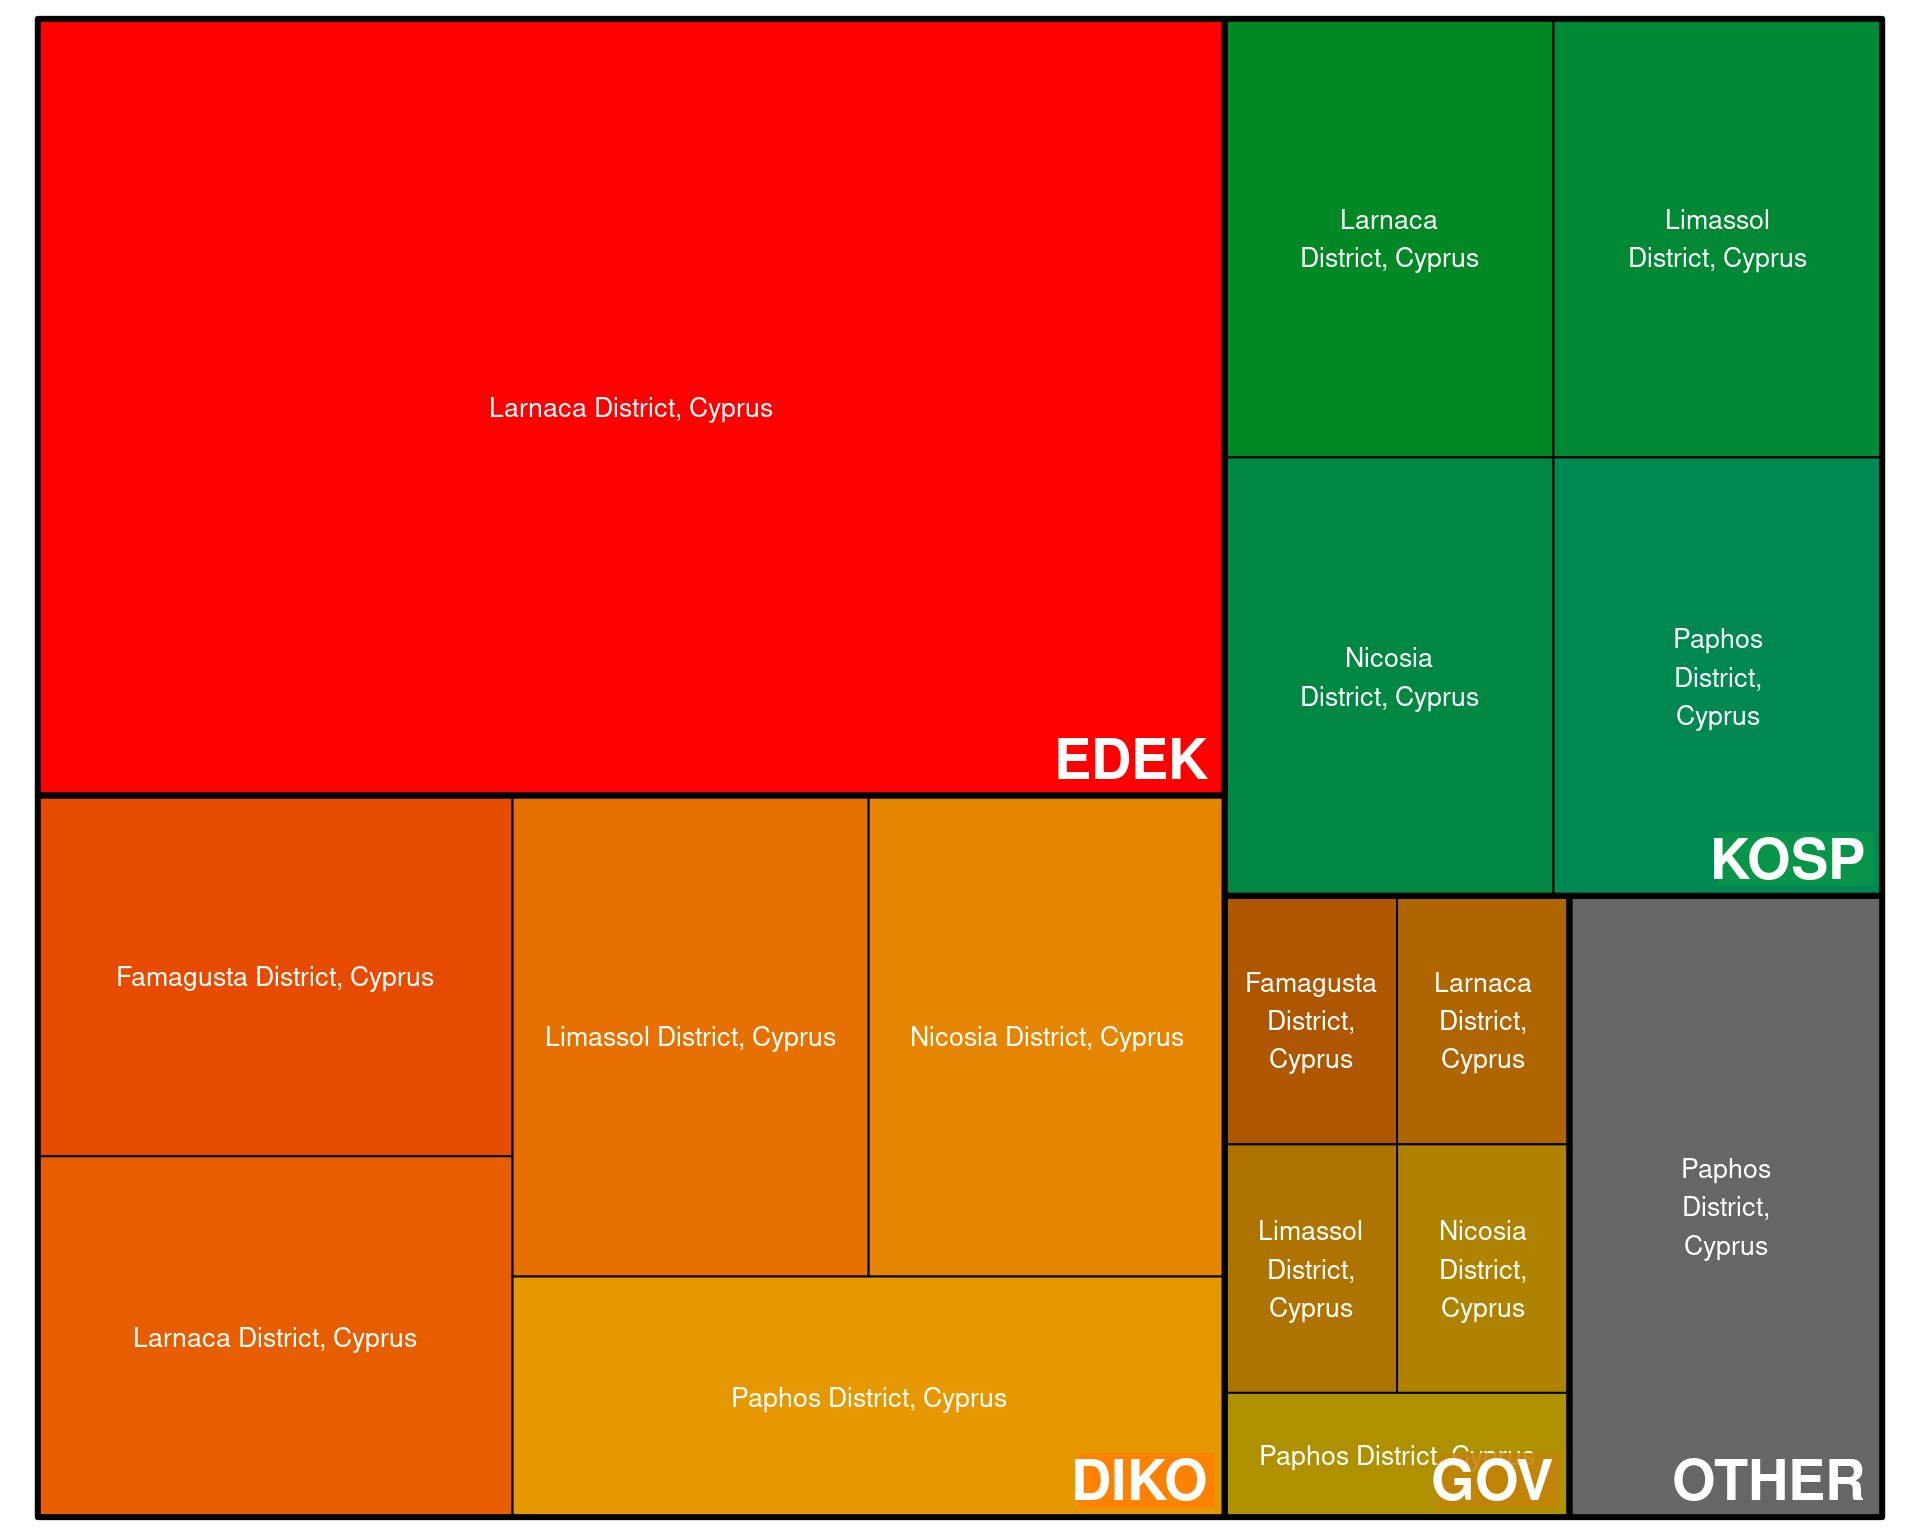 Larnaca District, Cyprus
EDEK
Famagusta District, Cyprus
Larnaca District, Cyprus
Limassol District, Cyprus
Nicosia District, Cyprus
Paphos District, Cyprus
DIKO
Larnaca
District, Cyprus
Limassol
District, Cyprus
Nicosia
District, Cyprus
Paphos
District,
Cyprus
KOSP
Famagusta
District,
Cyprus
Larnaca
District,
Cyprus
Limassol
District,
Cyprus
Nicosia
District,
Cyprus
Paphos District, Cyprus
GOV
Paphos
District,
Cyprus
OTHER